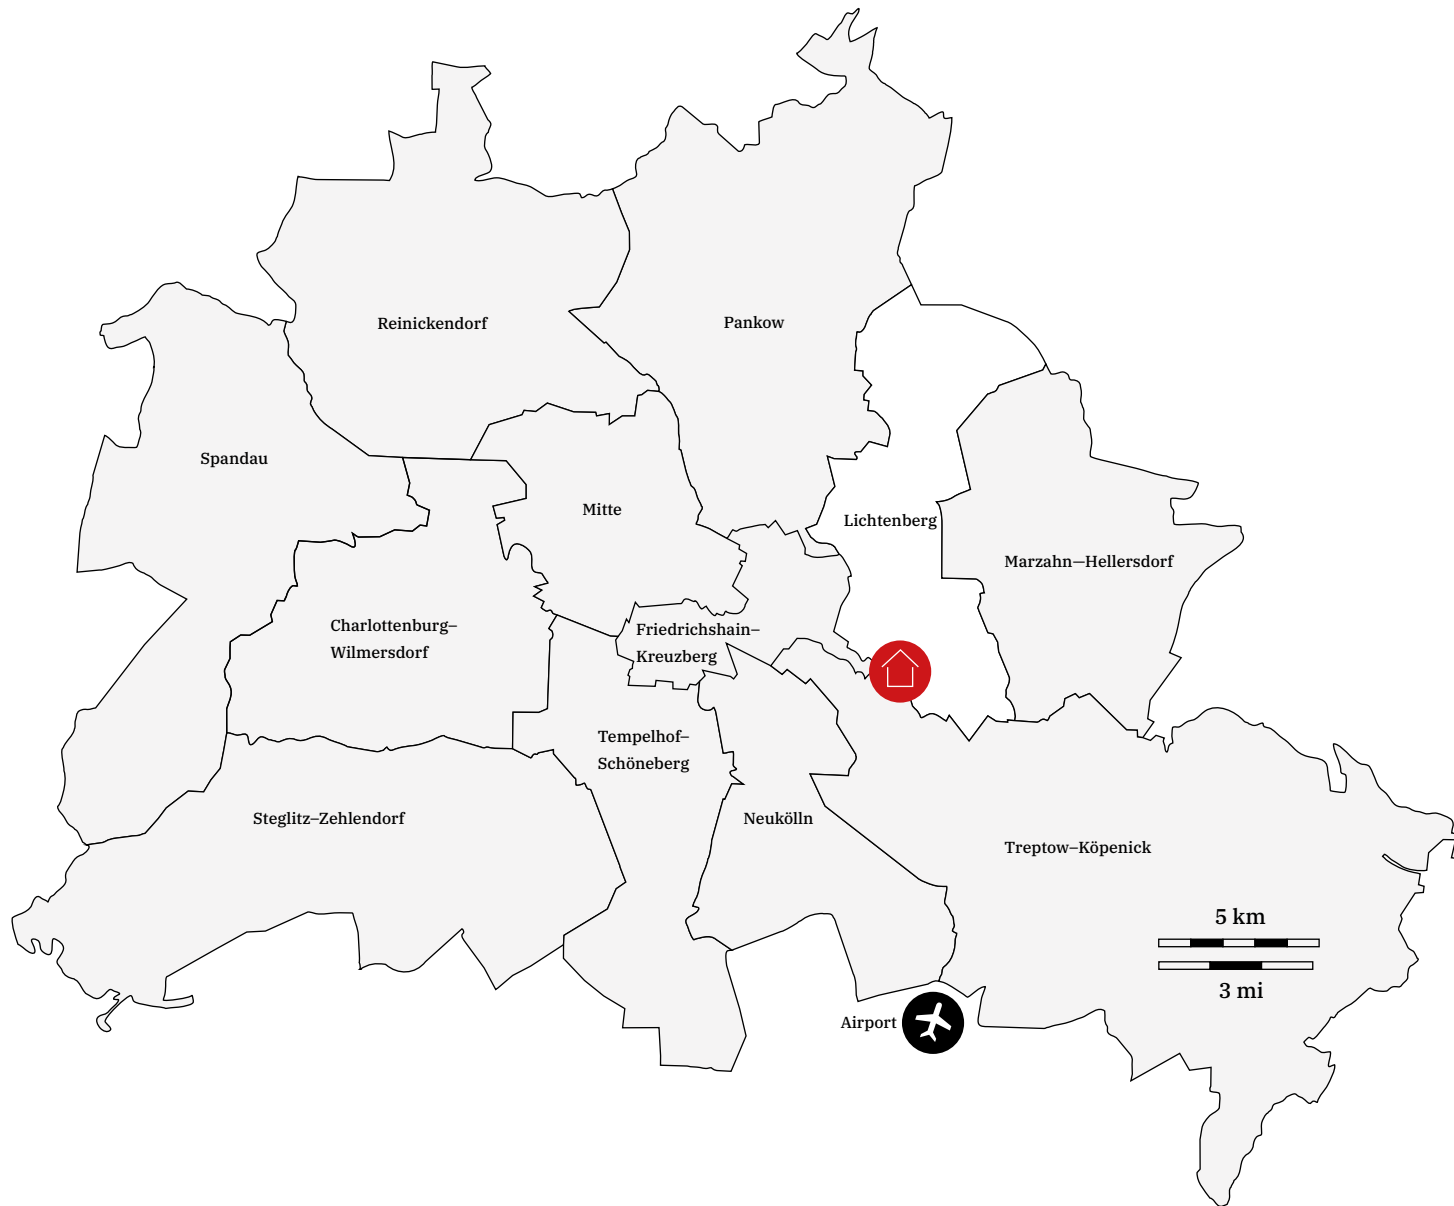 Reinickendorf
Pankow
Spandau
Mitte
Lichtenberg
Marzahn—Hellersdorf
Charlottenburg–
Wilmersdorf
Friedrichshain–
Kreuzberg
Tempelhof–
Schöneberg
Steglitz–Zehlendorf
Neukölln
Treptow–Köpenick
5 km
3 mi
Airport